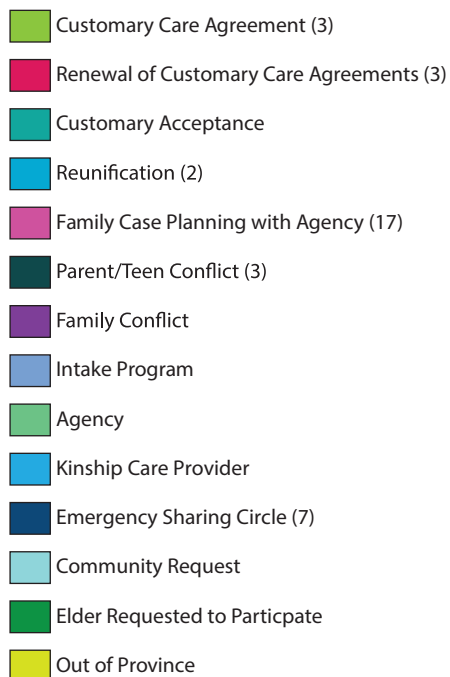 Customary Care Agreement (3)
Renewal of Customary Care Agreements (3)
Customary Acceptance
Reunification (2)
Family Case Planning with Agency (17)
Parent/Teen Conflict (3)
Family Conflict
Intake Program
Agency
Kinship Care Provider
Emergency Sharing Circle (7)
Community Request
Elder Requested to Particpate
Out of Province